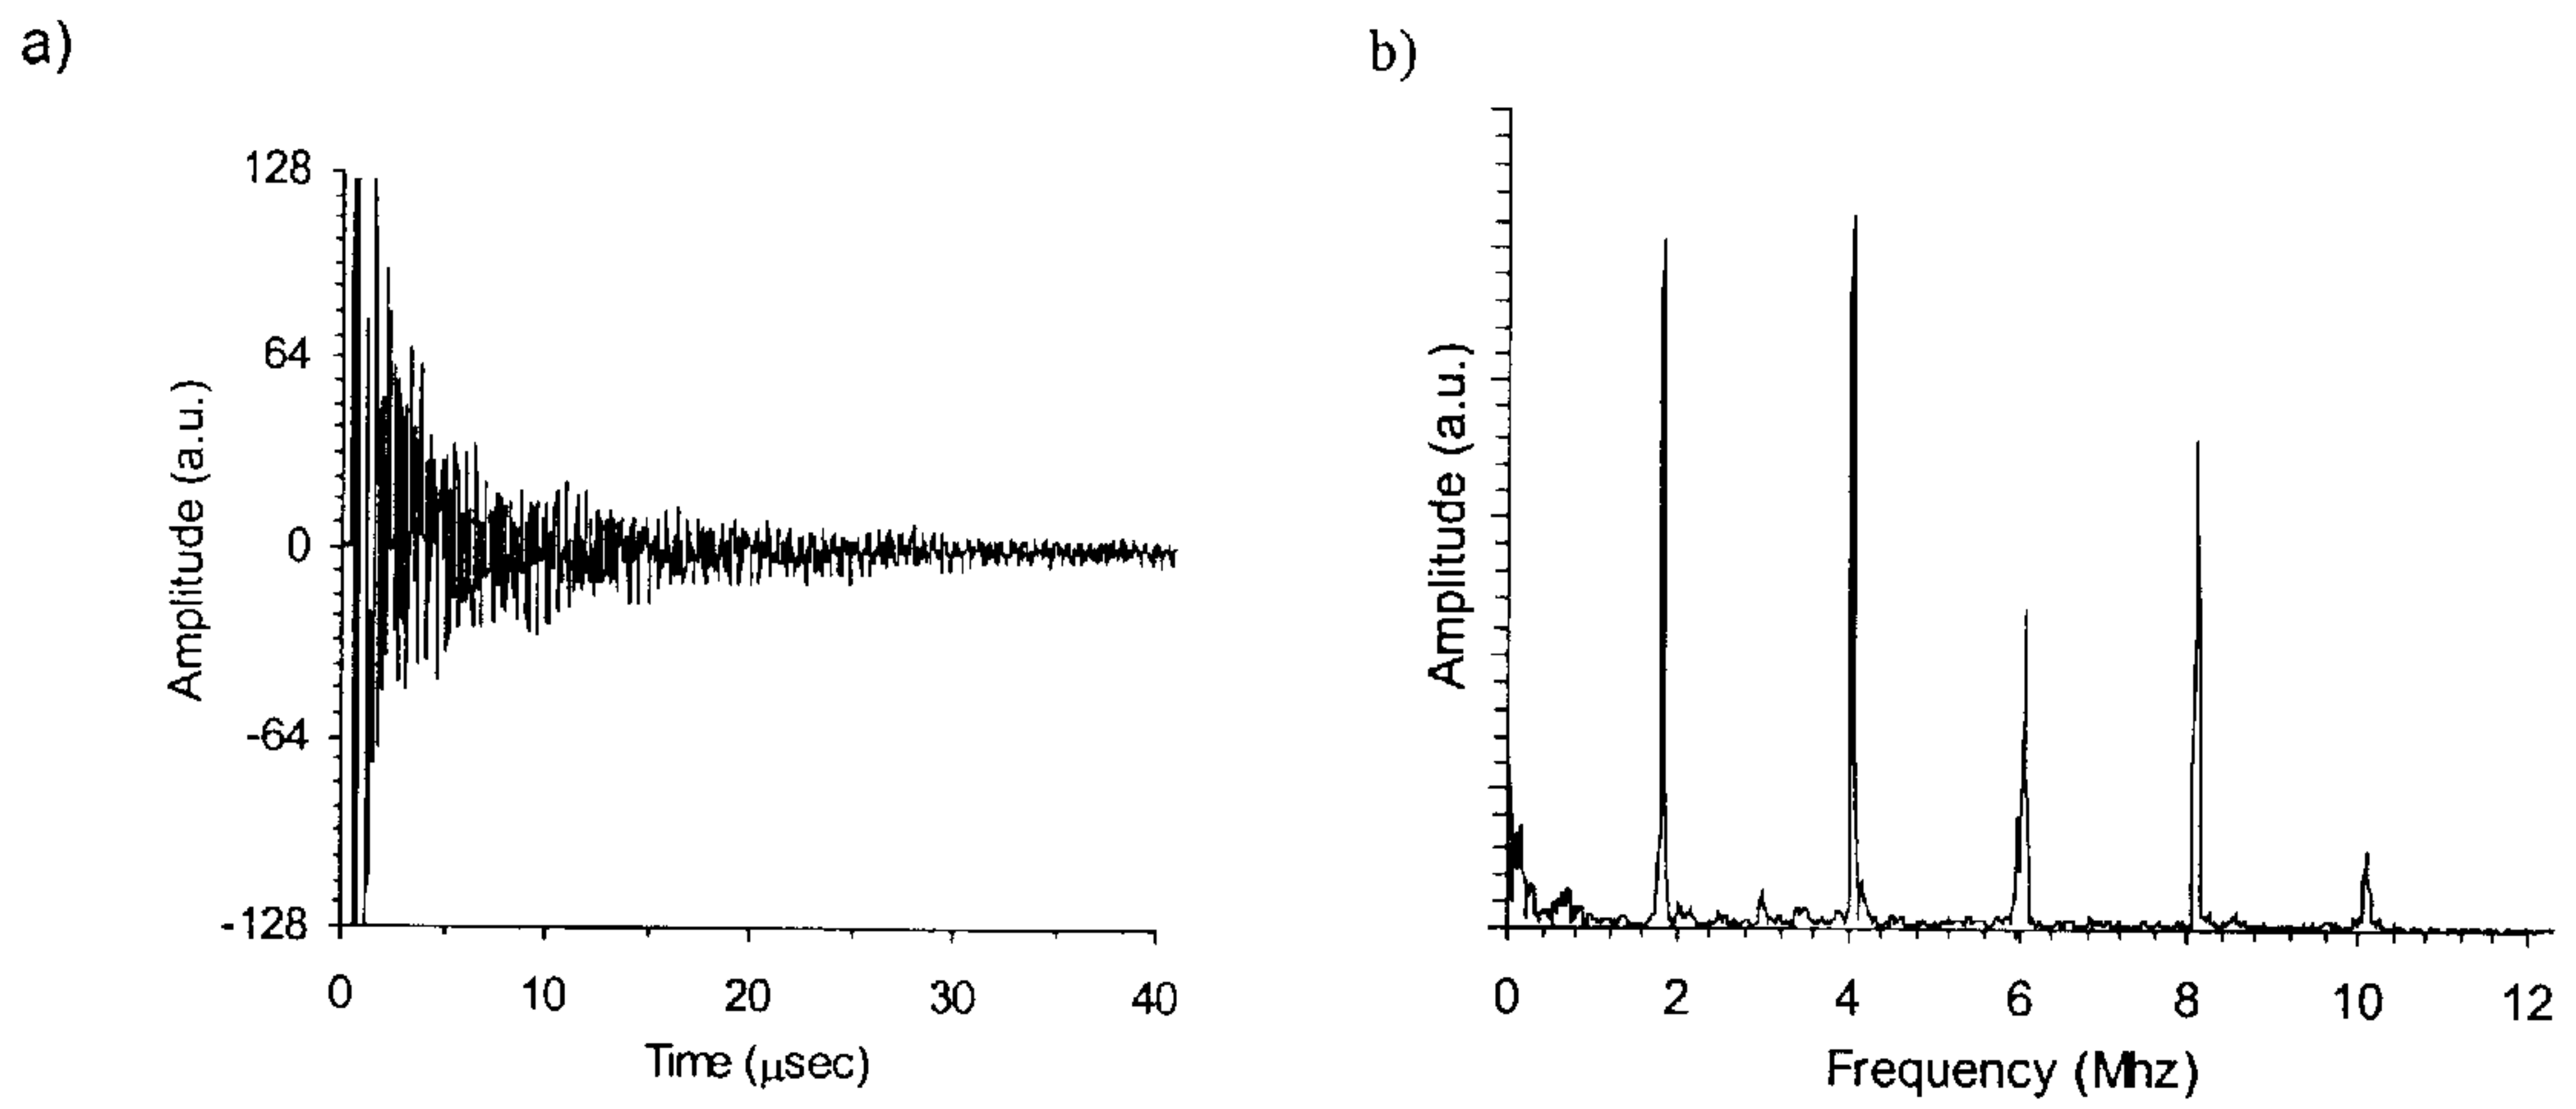 a)
128
64
0
-64
-128
Amplitude (a.u.)
0 10 20 30 40
Time (μsec)
b)
Amplitude (a.u.)
0 2 4 6 8 10 12
Frequency (Mhz)